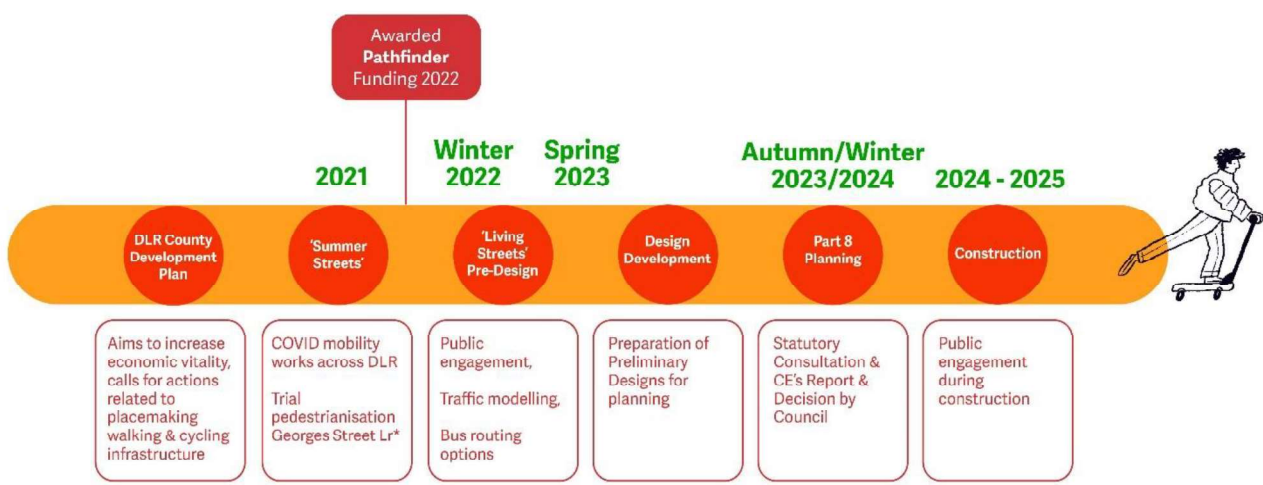 Awarded
Pathfinder
Funding 2022
2021
Winter
2022
Spring
2023
Autumn/Winter
2023/2024
2024 - 2025
DLR County
Development
Plan
'Summer
Streets'
'Living
Streets'
Pre-Design
Design
Development
Part 8
Planning
Construction
Aims to increase
economic vitality,
calls for actions
related to
placemaking
walking & cycling
infrastructure
COVID mobility
works across DLR
Trial
pedestrianisation
Georges Street Lr*
Public
engagement,
Traffic modelling,
Bus routing
options
Preparation of
Preliminary
Designs for
planning
Statutory
Consultation &
CE's Report &
Decision by
Council
Public
engagement
during
construction